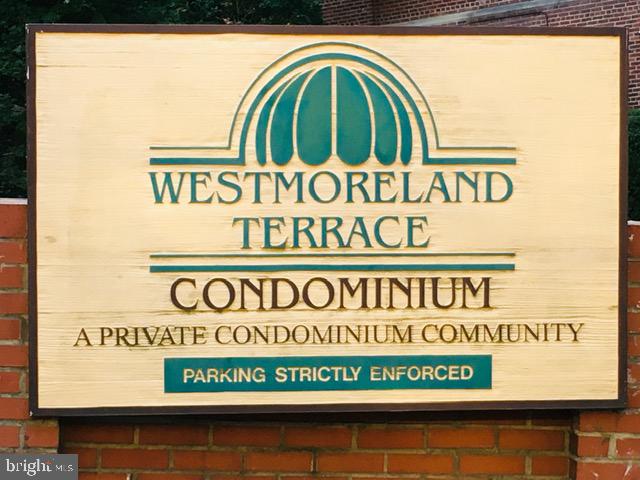 WESTMORELAND
TERRACE
CONDOMINIUM
A PRIVATE CONDOMINIUM COMMUNITY
PARKING STRICTLY ENFORCED
bright MLS